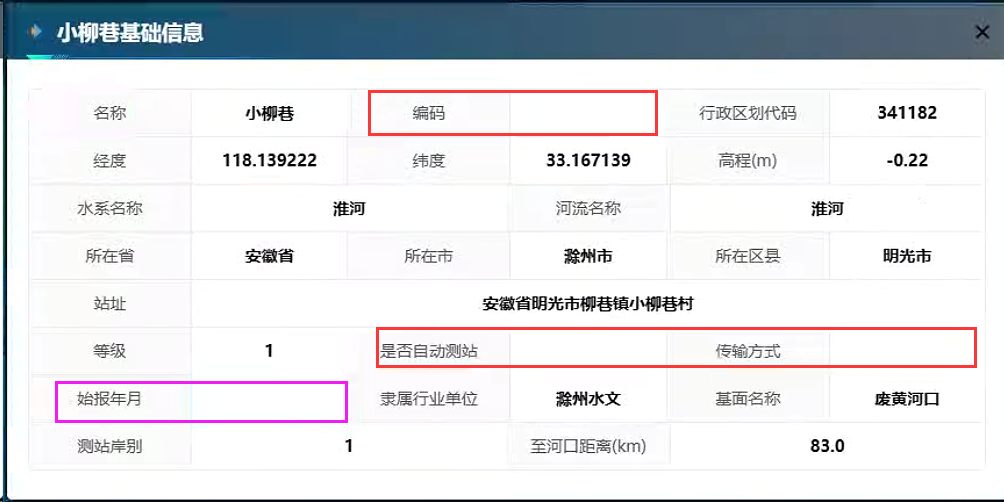 小柳巷基础信息
名称 小柳巷 编码 行政区划代码 341182
经度 118.139222 纬度 33.167139 高程(m) -0.22
水系名称 淮河 河流名称 淮河
所在省 安徽省 所在市 滁州市 所在区县 明光市
站址 安徽省明光市柳巷镇小柳巷村
等级 1 是否自动测站 传输方式
始报年月 隶属行业单位 滁州水文 基面名称 废黄河口
测站岸别 1 至河口距离(km) 83.0